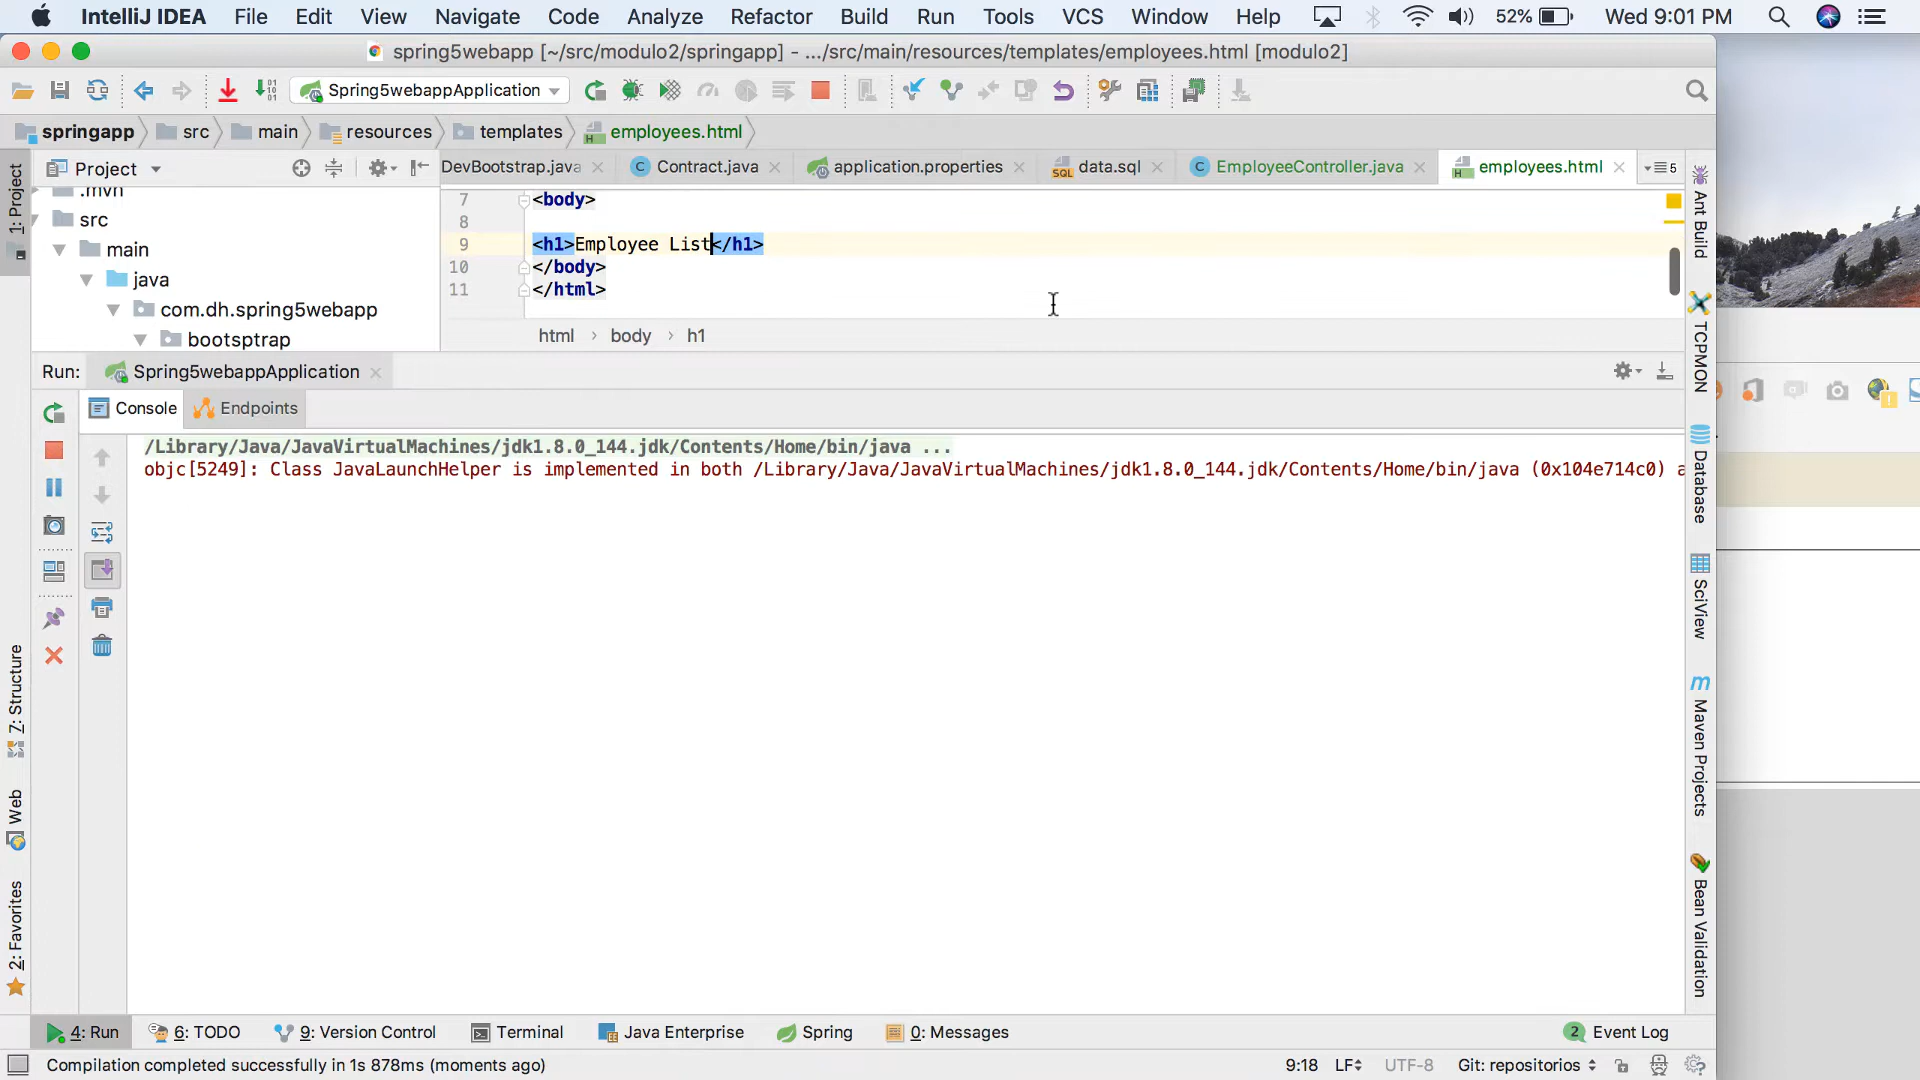 IntelliJ IDEA File Edit View Navigate Code Analyze Refactor Build Run Tools VCS Window Help 52% Wed 9:01 PM
spring5webapp [~/src/modulo2/springapp] - .../src/main/resources/templates/employees.html [modulo2]
Spring5webappApplication
springapp src main resources templates employees.html
Project DevBootstrap.java Contract.java application.properties data.sql EmployeeController.java employees.html 5
.mvn
src
main
java
com.dh.spring5webapp
bootsptrap
7 <body>
8
9 <h1>Employee List</h1>
10 </body>
11 </html>
html body h1
Run: Spring5webappApplication
Console Endpoints
/Library/Java/JavaVirtualMachines/jdk1.8.0_144.jdk/Contents/Home/bin/java ...
objc[5249]: Class JavaLaunchHelper is implemented in both /Library/Java/JavaVirtualMachines/jdk1.8.0_144.jdk/Contents/Home/bin/java (0x104e714c0) a
1: Project
7: Structure
Web
2: Favorites
Ant Build
TCPMON
Database
SciView
Maven Projects
Bean Validation
4: Run 6: TODO 9: Version Control Terminal Java Enterprise Spring 0: Messages 2 Event Log
Compilation completed successfully in 1s 878ms (moments ago) 9:18 LF UTF-8 Git: repositorios